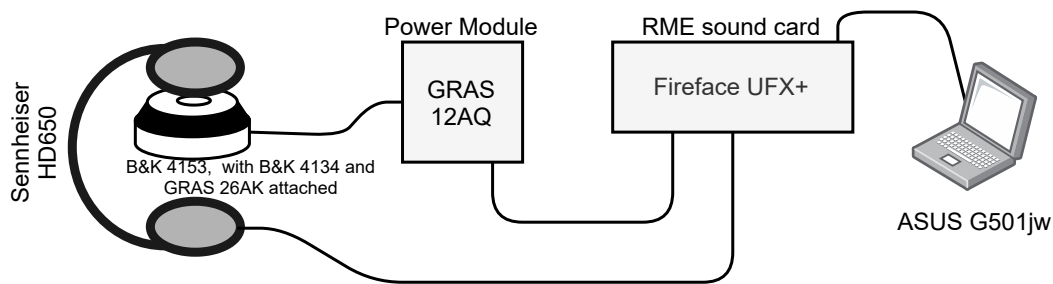 Power Module
RME sound card
Sennheiser
HD650
GRAS
12AQ
Fireface UFX+
B&K 4153,  with B&K 4134 and
GRAS 26AK attached
ASUS G501jw